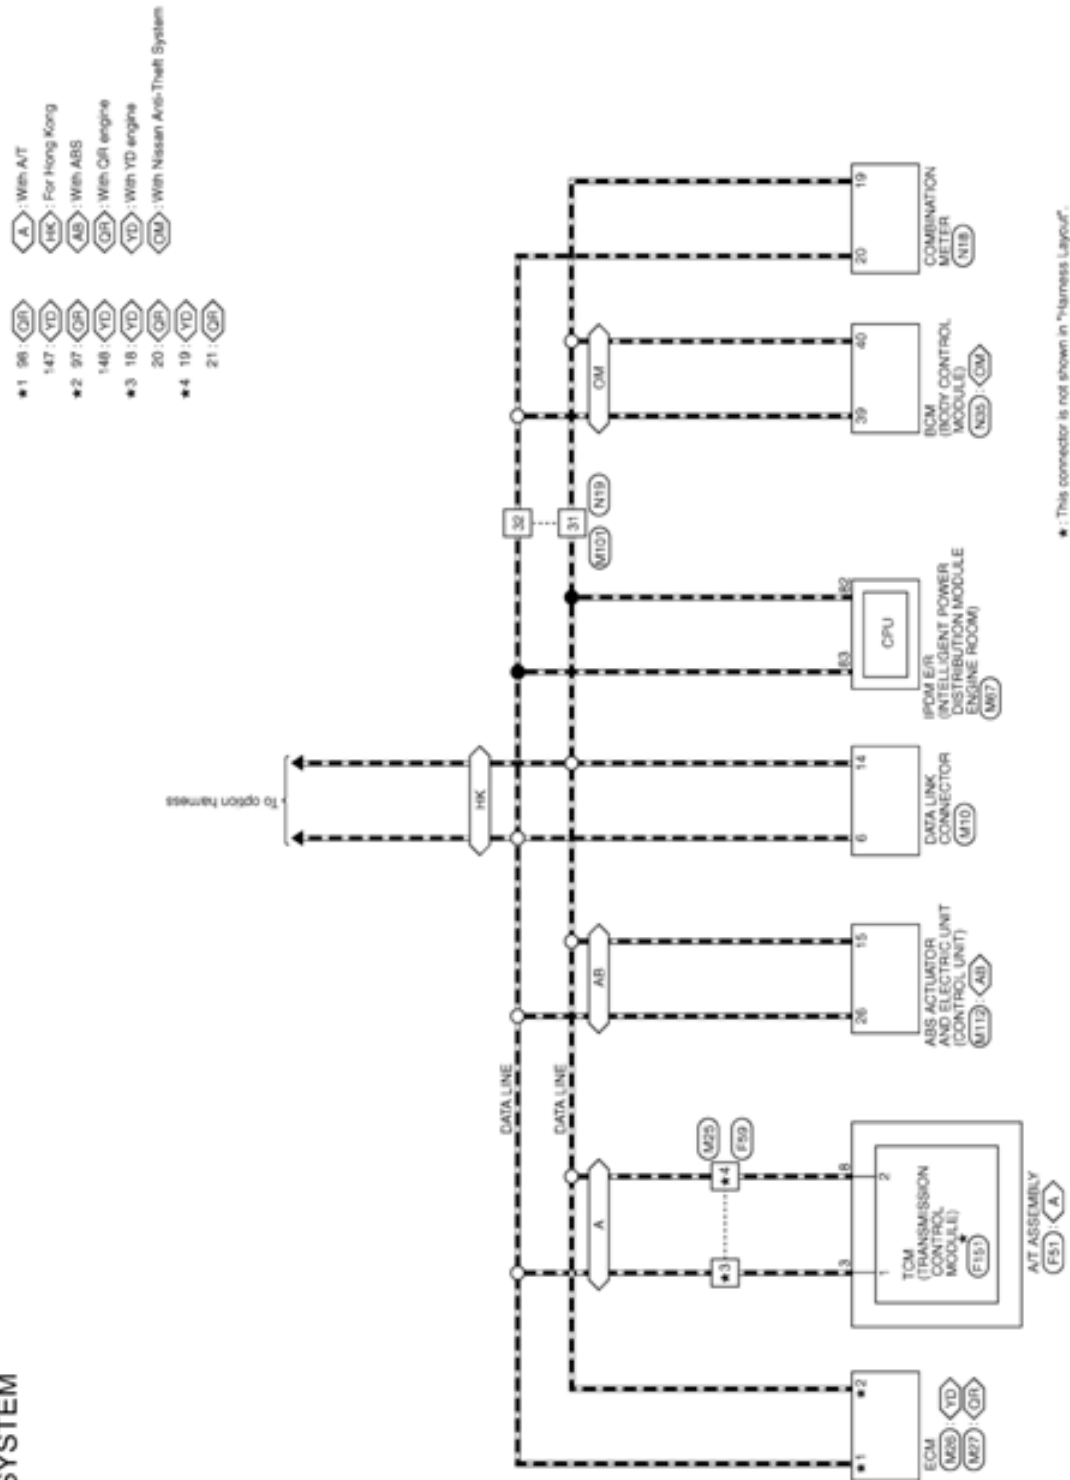 SYSTEM
★1 98 : QR
147 : YD
★2 97 : QR
148 : YD
★3 18 : YD
20 : QR
★4 19 : YD
21 : QR
A : With A/T
HK : For Hong Kong
AB : With ABS
QR : With QR engine
YD : With YD engine
OM : With Nissan Anti-Theft System
To option harness
HK
DATA LINE
DATA LINE
32
31
M101
N19
A
AB
OM
★3
★4
M25
F59
★1
★2
ECM
M26 : YD
M27 : QR
3
8
1
2
TCM
(TRANSMISSION
CONTROL
MODULE)
★
F151
A/T ASSEMBLY
F51 : A
26
15
ABS ACTUATOR
AND ELECTRIC UNIT
(CONTROL UNIT)
M112 : AB
6
14
DATA LINK
CONNECTOR
M10
83
82
CPU
IPDM E/R
(INTELLIGENT POWER
DISTRIBUTION MODULE
ENGINE ROOM)
M67
39
40
BCM
(BODY CONTROL
MODULE)
N35 : OM
20
19
COMBINATION
METER
N18
★ : This connector is not shown in "Harness Layout".